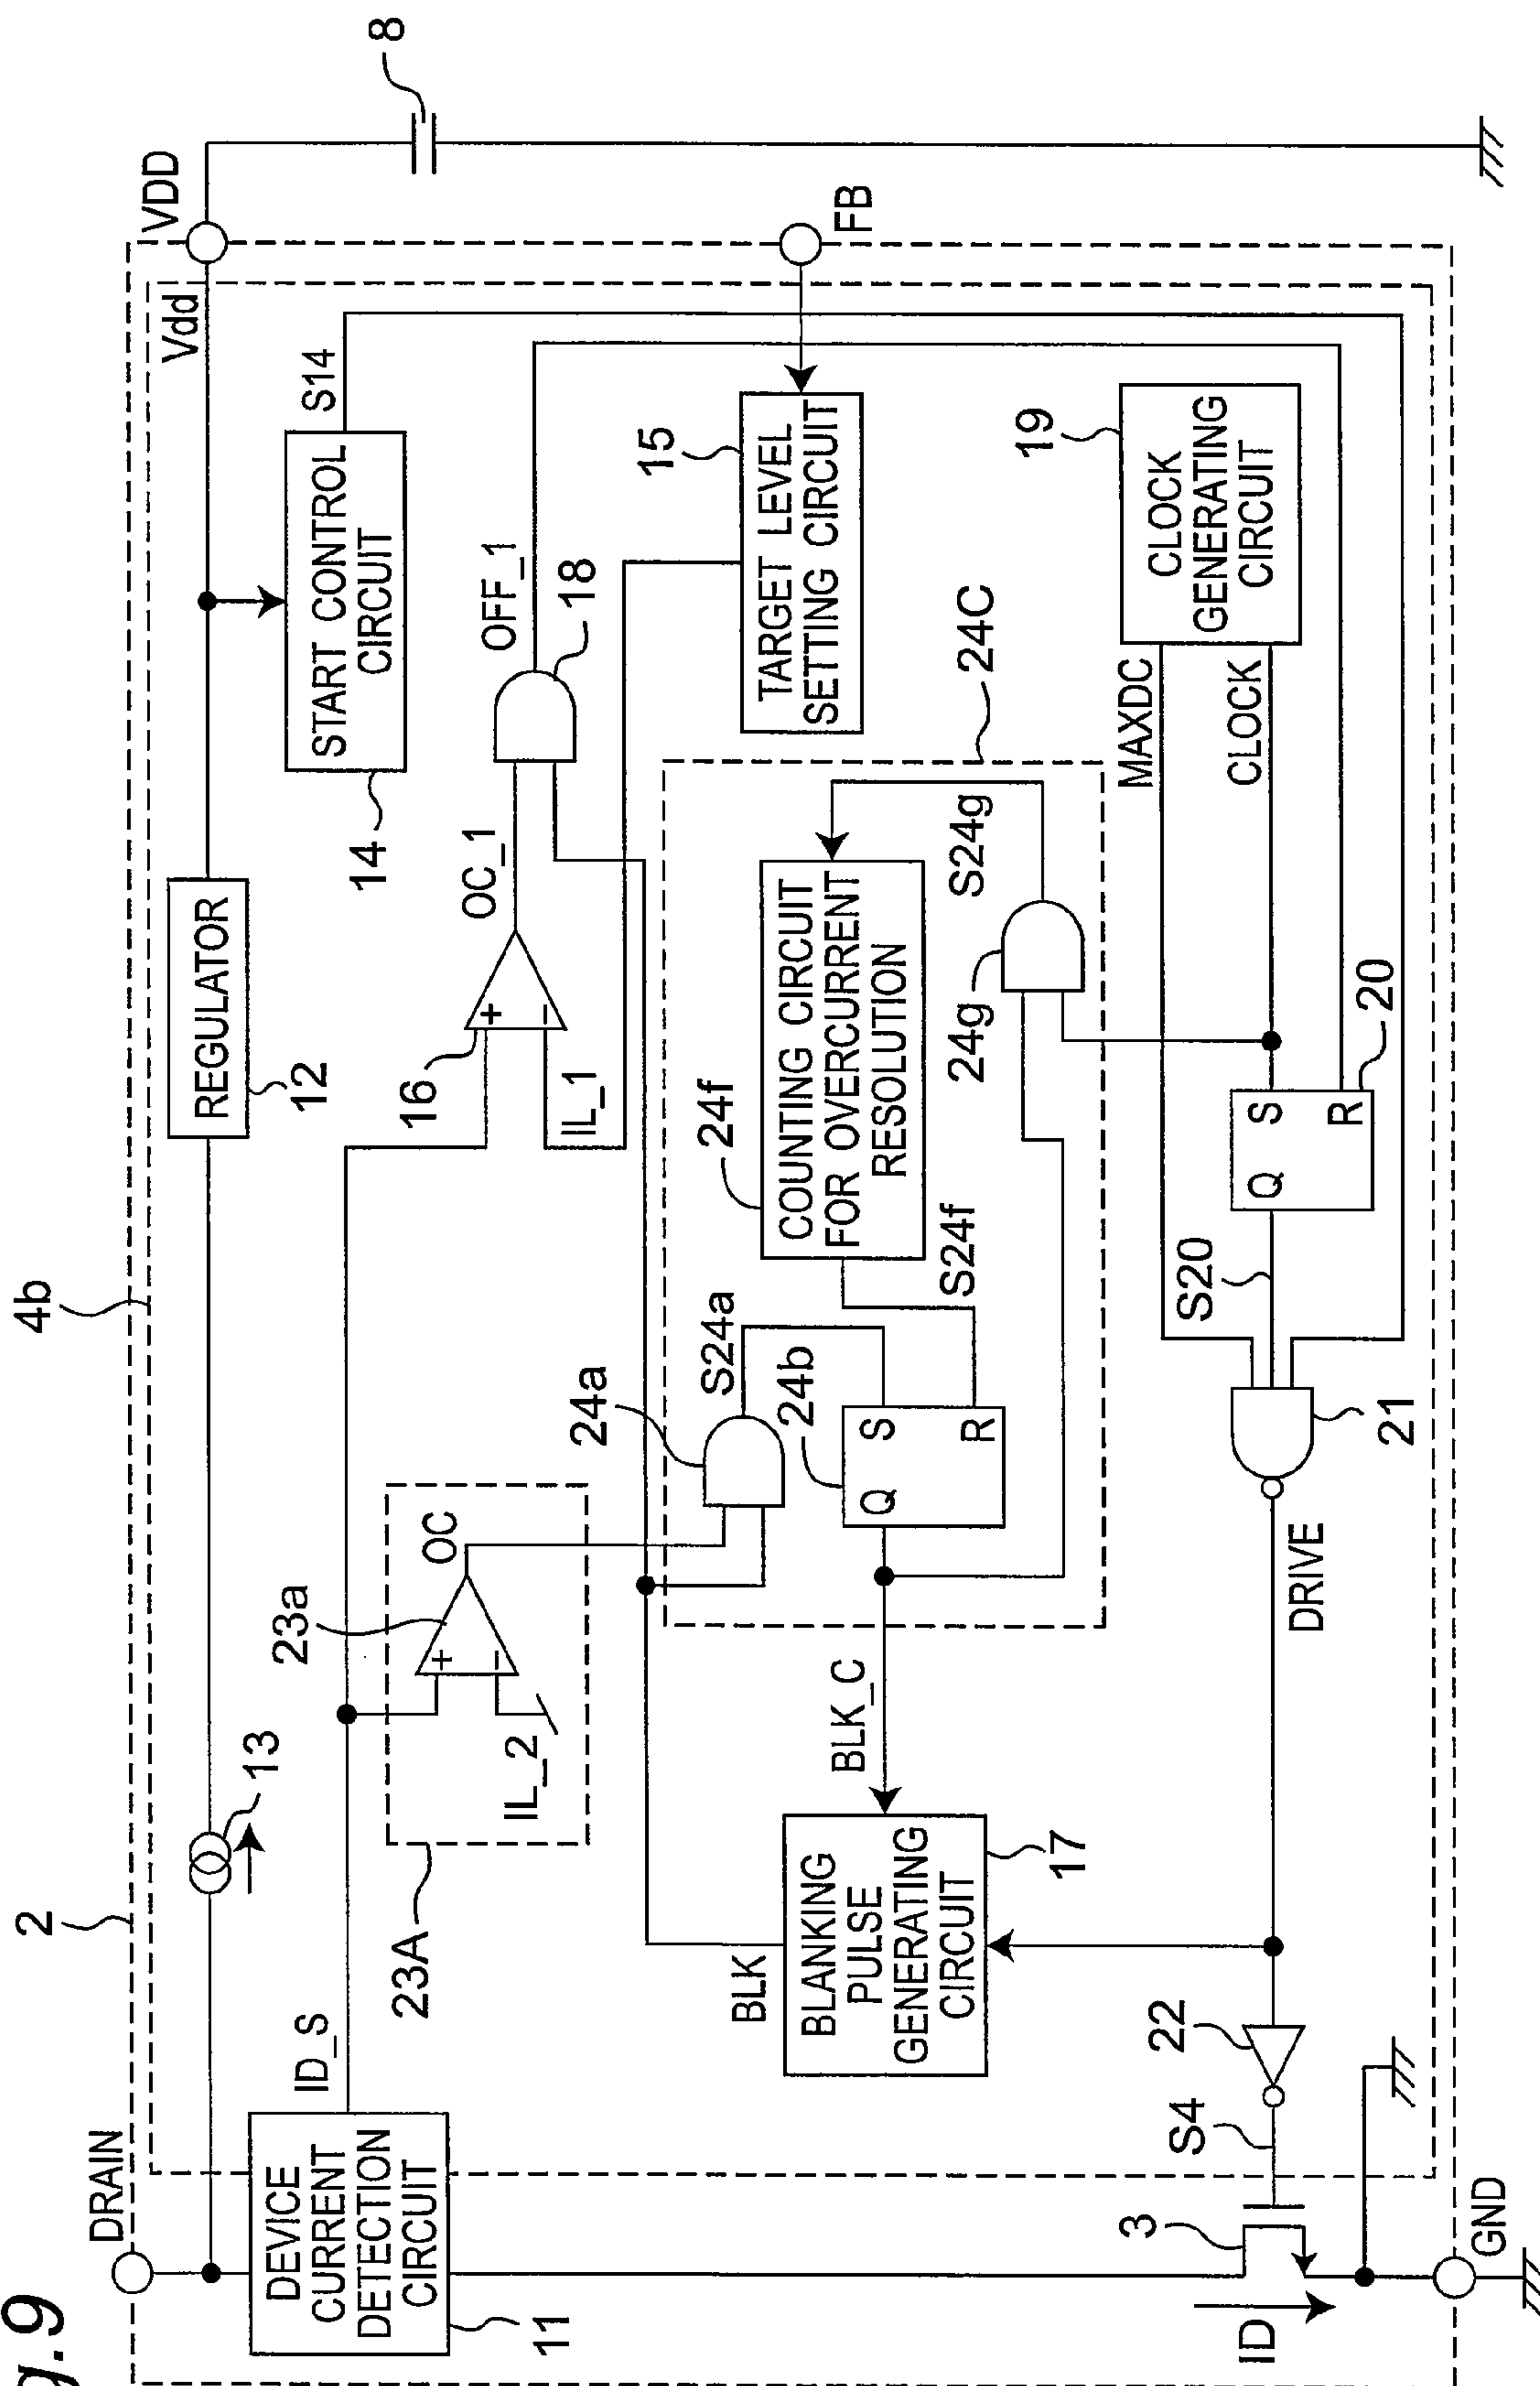 g.9
2
4b
DRAIN
VDD
8
Vdd
13
REGULATOR
12
START CONTROL
CIRCUIT
14
S14
DEVICE
CURRENT
DETECTION
CIRCUIT
11
ID_S
23A
23a
+
−
OC
IL_2
16
+
−
OC_1
IL_1
OFF_1
18
15
TARGET LEVEL
SETTING CIRCUIT
FB
24C
24a
S24a
24b
Q
S
R
24f
COUNTING CIRCUIT
FOR OVERCURRENT
RESOLUTION
S24f
24g
S24g
BLK
BLK_C
BLANKING
PULSE
GENERATING
CIRCUIT
17
19
CLOCK
GENERATING
CIRCUIT
MAXDC
CLOCK
20
Q
S
R
S20
21
DRIVE
22
S4
3
ID
GND